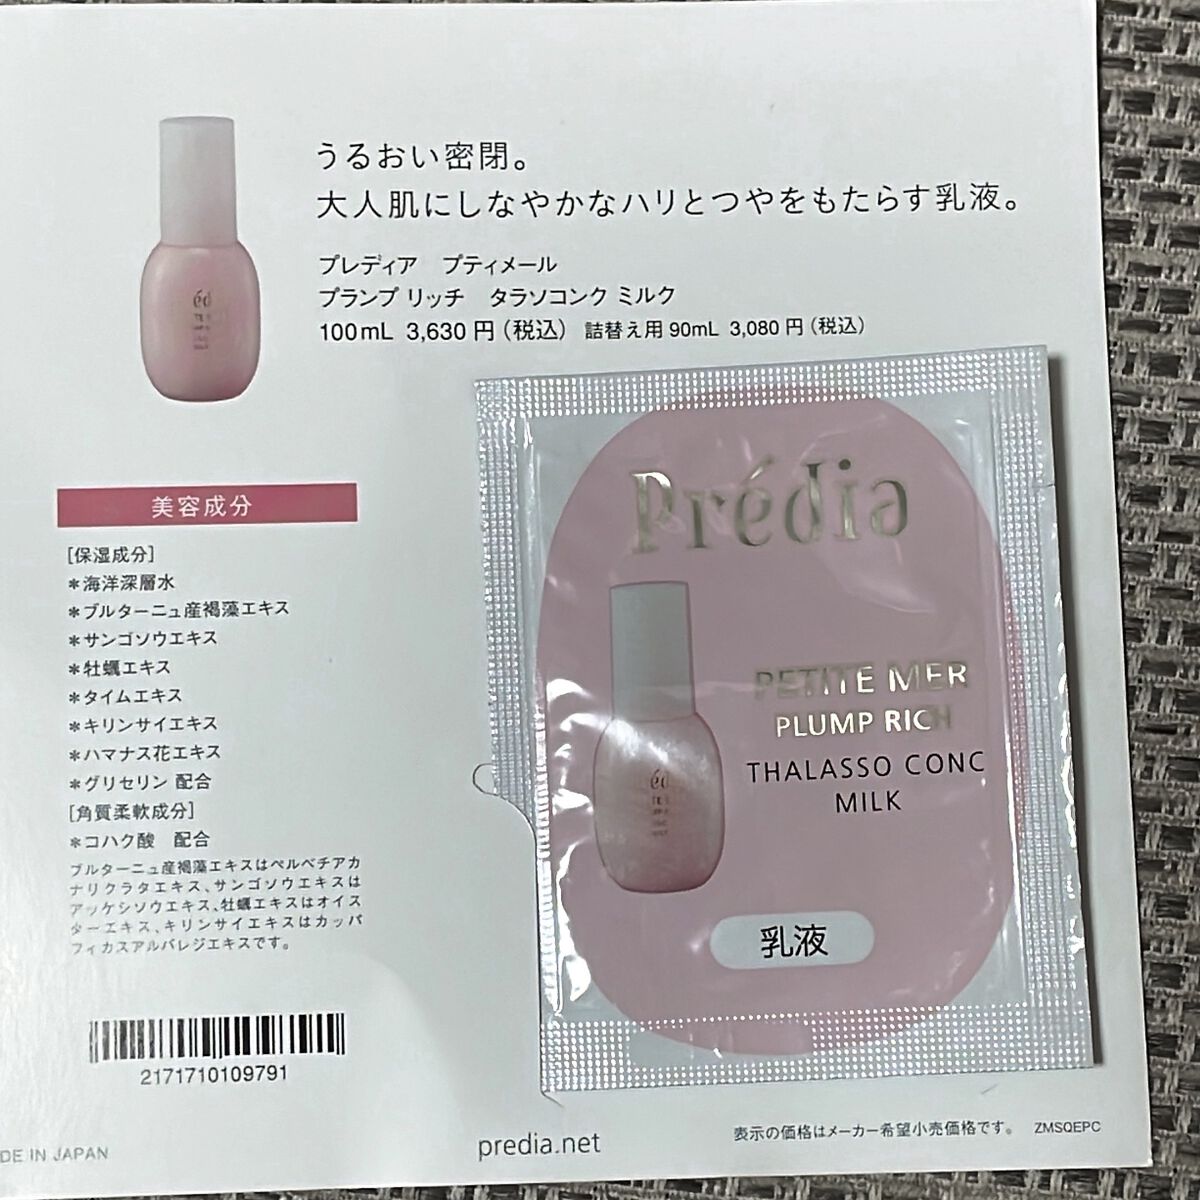 うるおい密閉。
大人肌にしなやかなハリとつやをもたらす乳液。
プレディア プティメール
プランプ リッチ タラソコンク ミルク
100mL 3,630円（税込） 詰替え用 90mL 3,080円（税込）
美容成分
[保湿成分]
＊海洋深層水
＊ブルターニュ産褐藻エキス
＊サンゴソウエキス
＊牡蠣エキス
＊タイムエキス
＊キリンサイエキス
＊ハマナス花エキス
＊グリセリン 配合
[角質柔軟成分]
＊コハク酸 配合
ブルターニュ産褐藻エキスはペルベチアカ
ナリクラタエキス、サンゴソウエキスは
アッケシソウエキス、牡蠣エキスはオイス
ターエキス、キリンサイエキスはカッパ
フィカスアルバレジエキスです。
2171710109791
DE IN JAPAN
Prédia
PETITE MER
PLUMP RICH
THALASSO CONC
MILK
乳液
predia.net
表示の価格はメーカー希望小売価格です。 ZMSQEPC